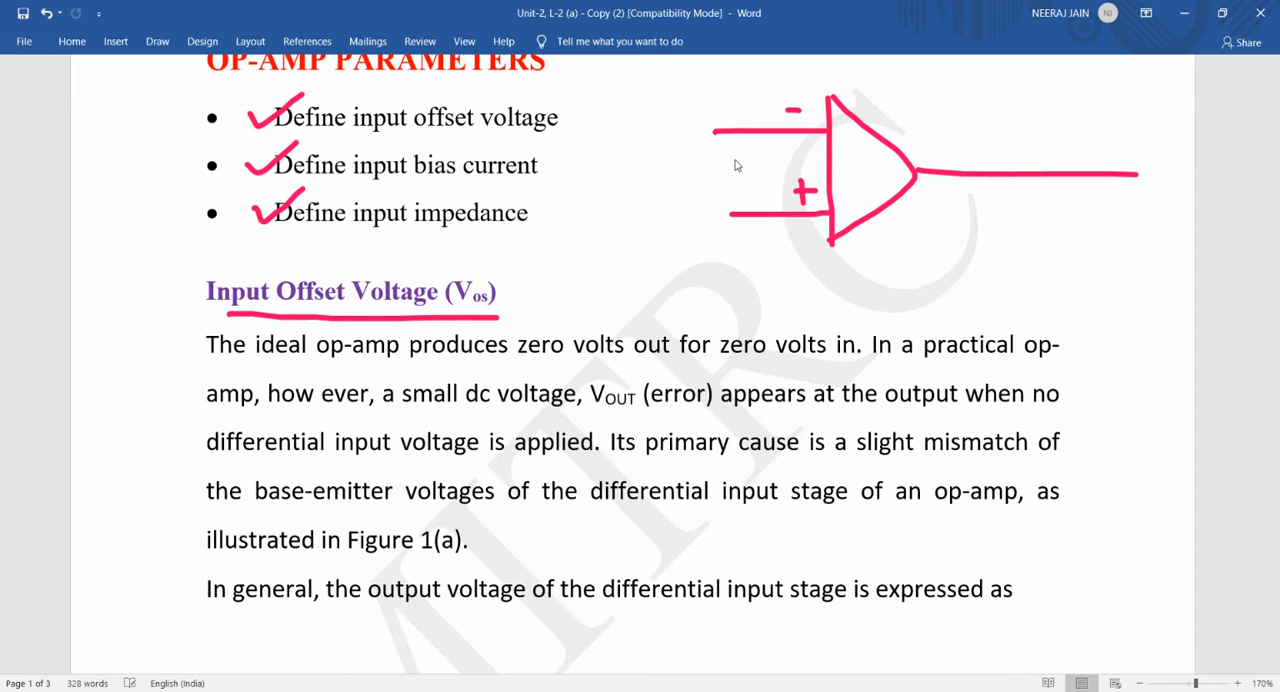 Unit-2, L-2 (a) - Copy (2) [Compatibility Mode] - Word
NEERAJ JAIN
NJ
File Home Insert Draw Design Layout References Mailings Review View Help Tell me what you want to do
Share
OP-AMP PARAMETERS
• Define input offset voltage
• Define input bias current
• Define input impedance
-
+
Input Offset Voltage (Vos)
The ideal op-amp produces zero volts out for zero volts in. In a practical op-
amp, how ever, a small dc voltage, VOUT (error) appears at the output when no
differential input voltage is applied. Its primary cause is a slight mismatch of
the base-emitter voltages of the differential input stage of an op-amp, as
illustrated in Figure 1(a).
In general, the output voltage of the differential input stage is expressed as
MTRC
Page 1 of 3 328 words English (India) 170%